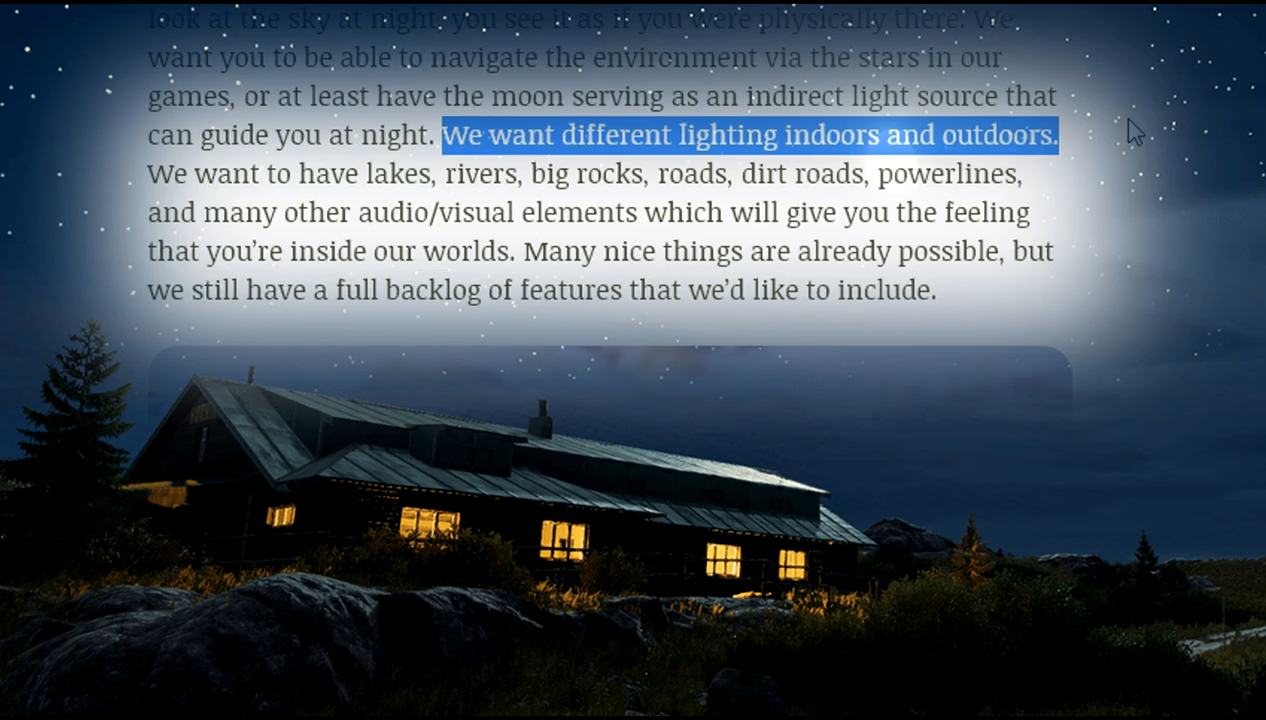 look at the sky at night, you see it as if you were physically there. We
want you to be able to navigate the environment via the stars in our
games, or at least have the moon serving as an indirect light source that
can guide you at night. We want different lighting indoors and outdoors.
We want to have lakes, rivers, big rocks, roads, dirt roads, powerlines,
and many other audio/visual elements which will give you the feeling
that you’re inside our worlds. Many nice things are already possible, but
we still have a full backlog of features that we’d like to include.